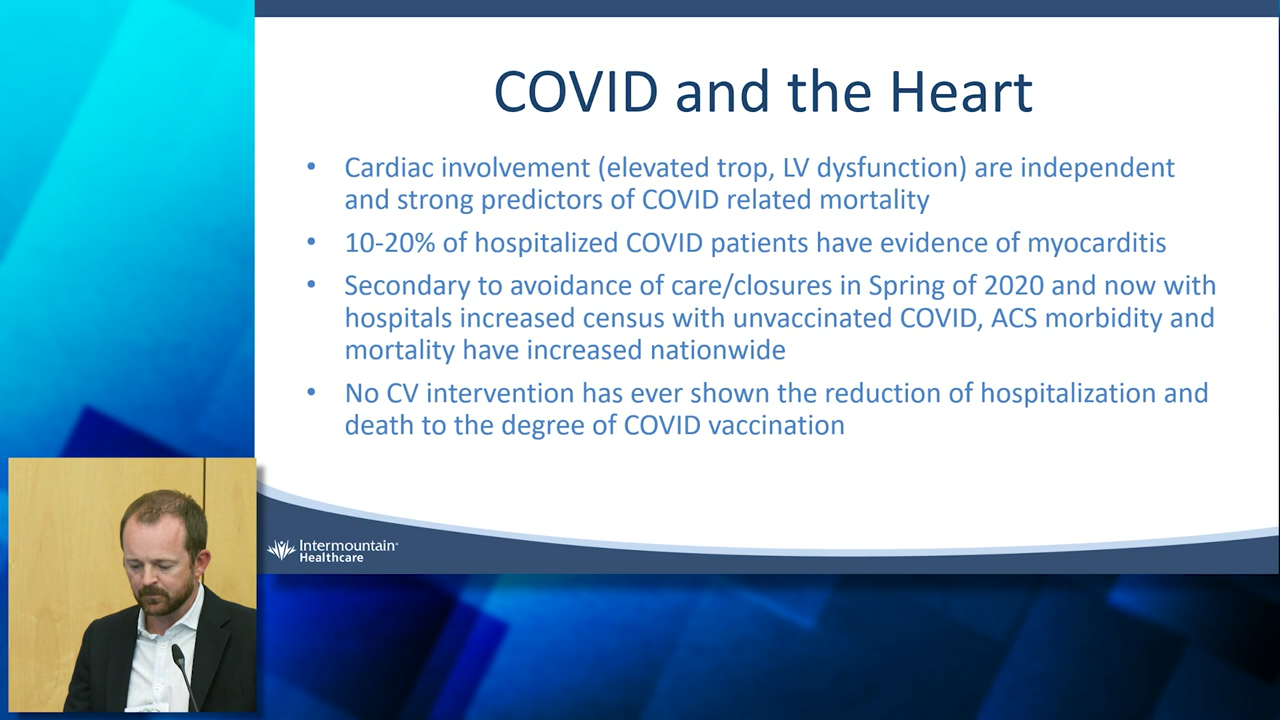 COVID and the Heart
• Cardiac involvement (elevated trop, LV dysfunction) are independent
and strong predictors of COVID related mortality
• 10-20% of hospitalized COVID patients have evidence of myocarditis
• Secondary to avoidance of care/closures in Spring of 2020 and now with
hospitals increased census with unvaccinated COVID, ACS morbidity and
mortality have increased nationwide
• No CV intervention has ever shown the reduction of hospitalization and
death to the degree of COVID vaccination
Intermountain
Healthcare